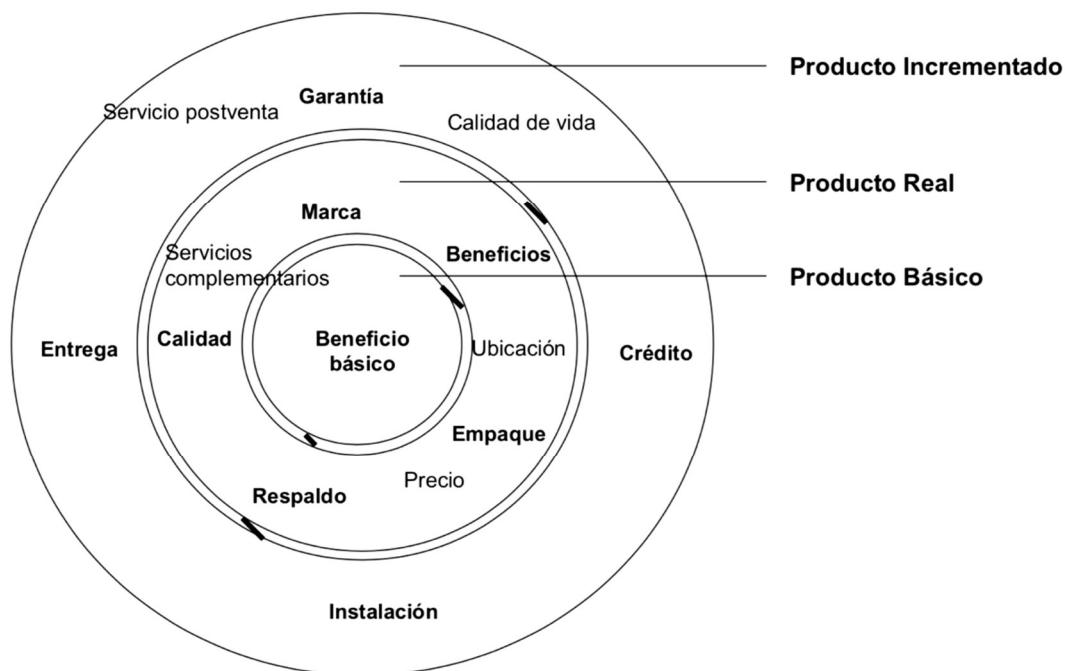 Producto Incrementado
Garantía
Servicio postventa
Calidad de vida
Producto Real
Marca
Servicios
complementarios
Beneficios
Producto Básico
Entrega
Calidad
Beneficio
básico
Ubicación
Crédito
Empaque
Precio
Respaldo
Instalación